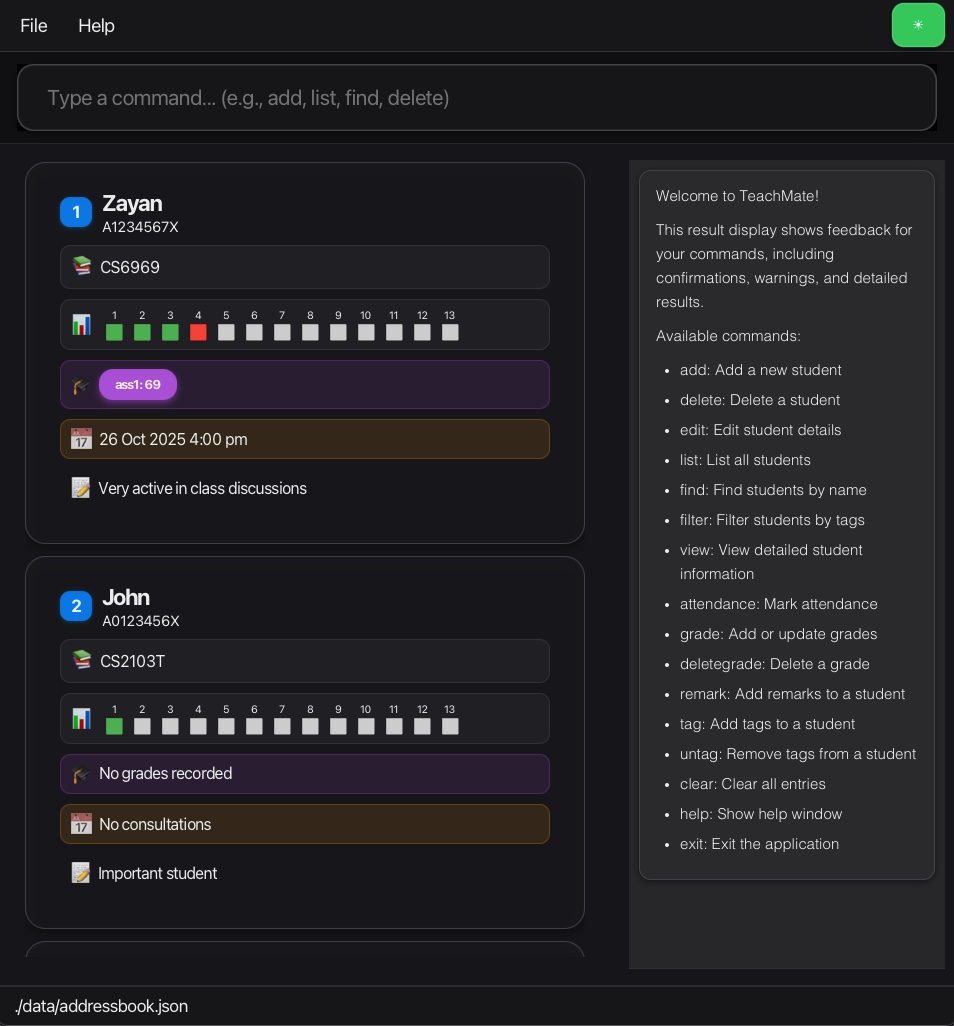 File Help
Type a command... (e.g., add, list, find, delete)
1 Zayan
A1234567X
CS6969
1 2 3 4 5 6 7 8 9 10 11 12 13
ass1: 69
17 26 Oct 2025 4:00 pm
Very active in class discussions
2 John
A0123456X
CS2103T
1 2 3 4 5 6 7 8 9 10 11 12 13
No grades recorded
17 No consultations
Important student
Welcome to TeachMate!
This result display shows feedback for
your commands, including
confirmations, warnings, and detailed
results.
Available commands:
• add: Add a new student
• delete: Delete a student
• edit: Edit student details
• list: List all students
• find: Find students by name
• filter: Filter students by tags
• view: View detailed student
information
• attendance: Mark attendance
• grade: Add or update grades
• deletegrade: Delete a grade
• remark: Add remarks to a student
• tag: Add tags to a student
• untag: Remove tags from a student
• clear: Clear all entries
• help: Show help window
• exit: Exit the application
./data/addressbook.json